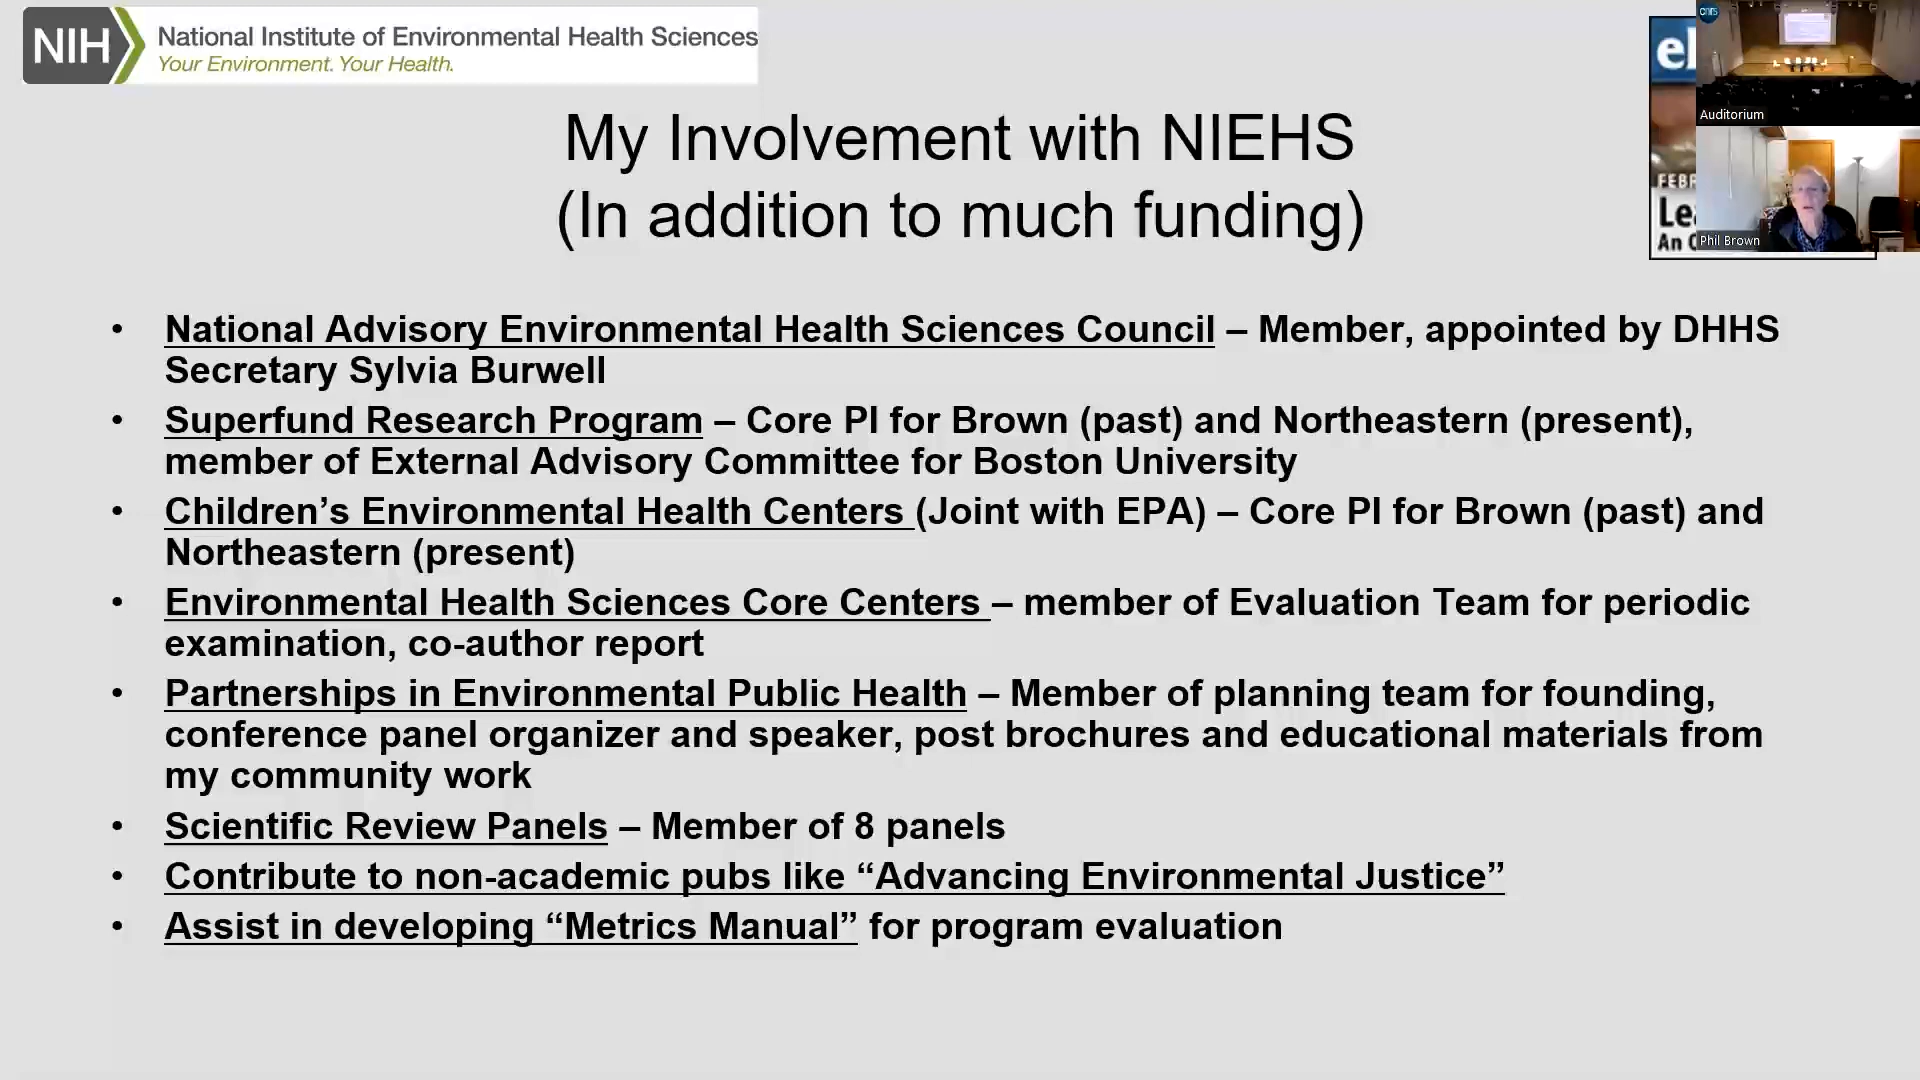 NIH National Institute of Environmental Health Sciences
Your Environment. Your Health.
cnrs
Auditorium
Phil Brown
My Involvement with NIEHS
(In addition to much funding)
• National Advisory Environmental Health Sciences Council – Member, appointed by DHHS
Secretary Sylvia Burwell
• Superfund Research Program – Core PI for Brown (past) and Northeastern (present),
member of External Advisory Committee for Boston University
• Children’s Environmental Health Centers (Joint with EPA) – Core PI for Brown (past) and
Northeastern (present)
• Environmental Health Sciences Core Centers – member of Evaluation Team for periodic
examination, co-author report
• Partnerships in Environmental Public Health – Member of planning team for founding,
conference panel organizer and speaker, post brochures and educational materials from
my community work
• Scientific Review Panels – Member of 8 panels
• Contribute to non-academic pubs like “Advancing Environmental Justice”
• Assist in developing “Metrics Manual” for program evaluation